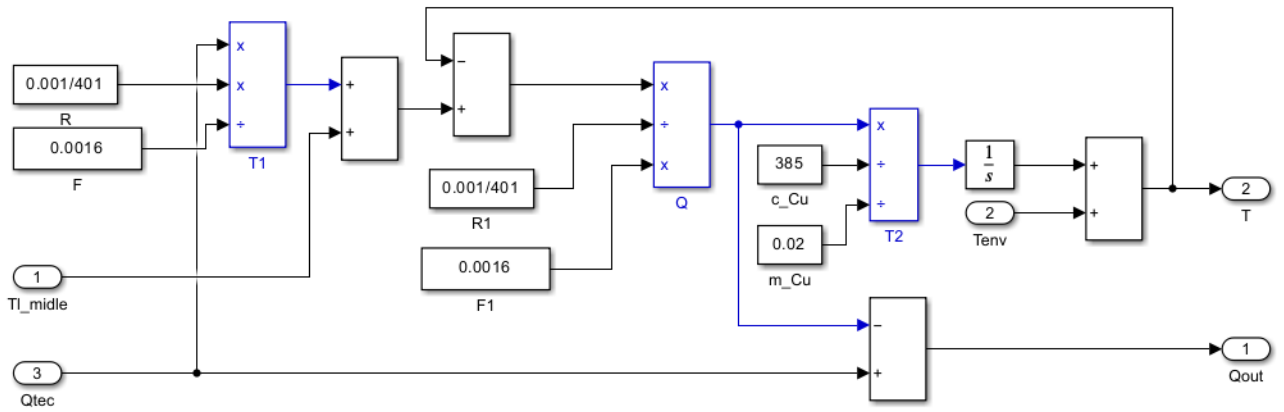 x
x
÷
0.001/401
R
0.0016
F
T1
+
+
−
+
x
÷
x
0.001/401
R1
0.0016
F1
Q
x
÷
÷
385
c_Cu
0.02
m_Cu
T2
1
s
2
Tenv
+
+
2
T
1
Tl_midle
3
Qtec
−
+
1
Qout